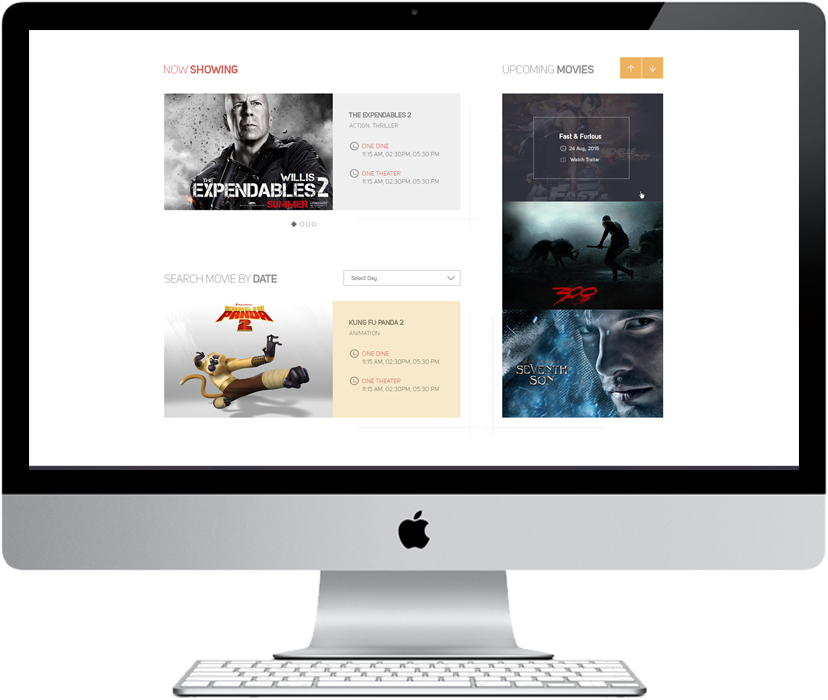 NOW SHOWING
THE EXPENDABLES 2
ACTION. THRILLER
ONE DINE
11:15 AM, 02:30PM, 05:30 PM
ONE THEATER
11:15 AM, 02:30PM, 05:30 PM
WILLIS
THE EXPENDABLES 2
SUMMER
SEARCH MOVIE BY DATE
Select Day
PANDA
2
KUNG FU PANDA 2
ANIMATION
ONE DINE
11:15 AM, 02:30PM, 05:30 PM
ONE THEATER
11:15 AM, 02:30PM, 05:30 PM
UPCOMING MOVIES
Fast & Furious
24 Aug, 2015
Watch Trailer
300
SEVENTH
SON